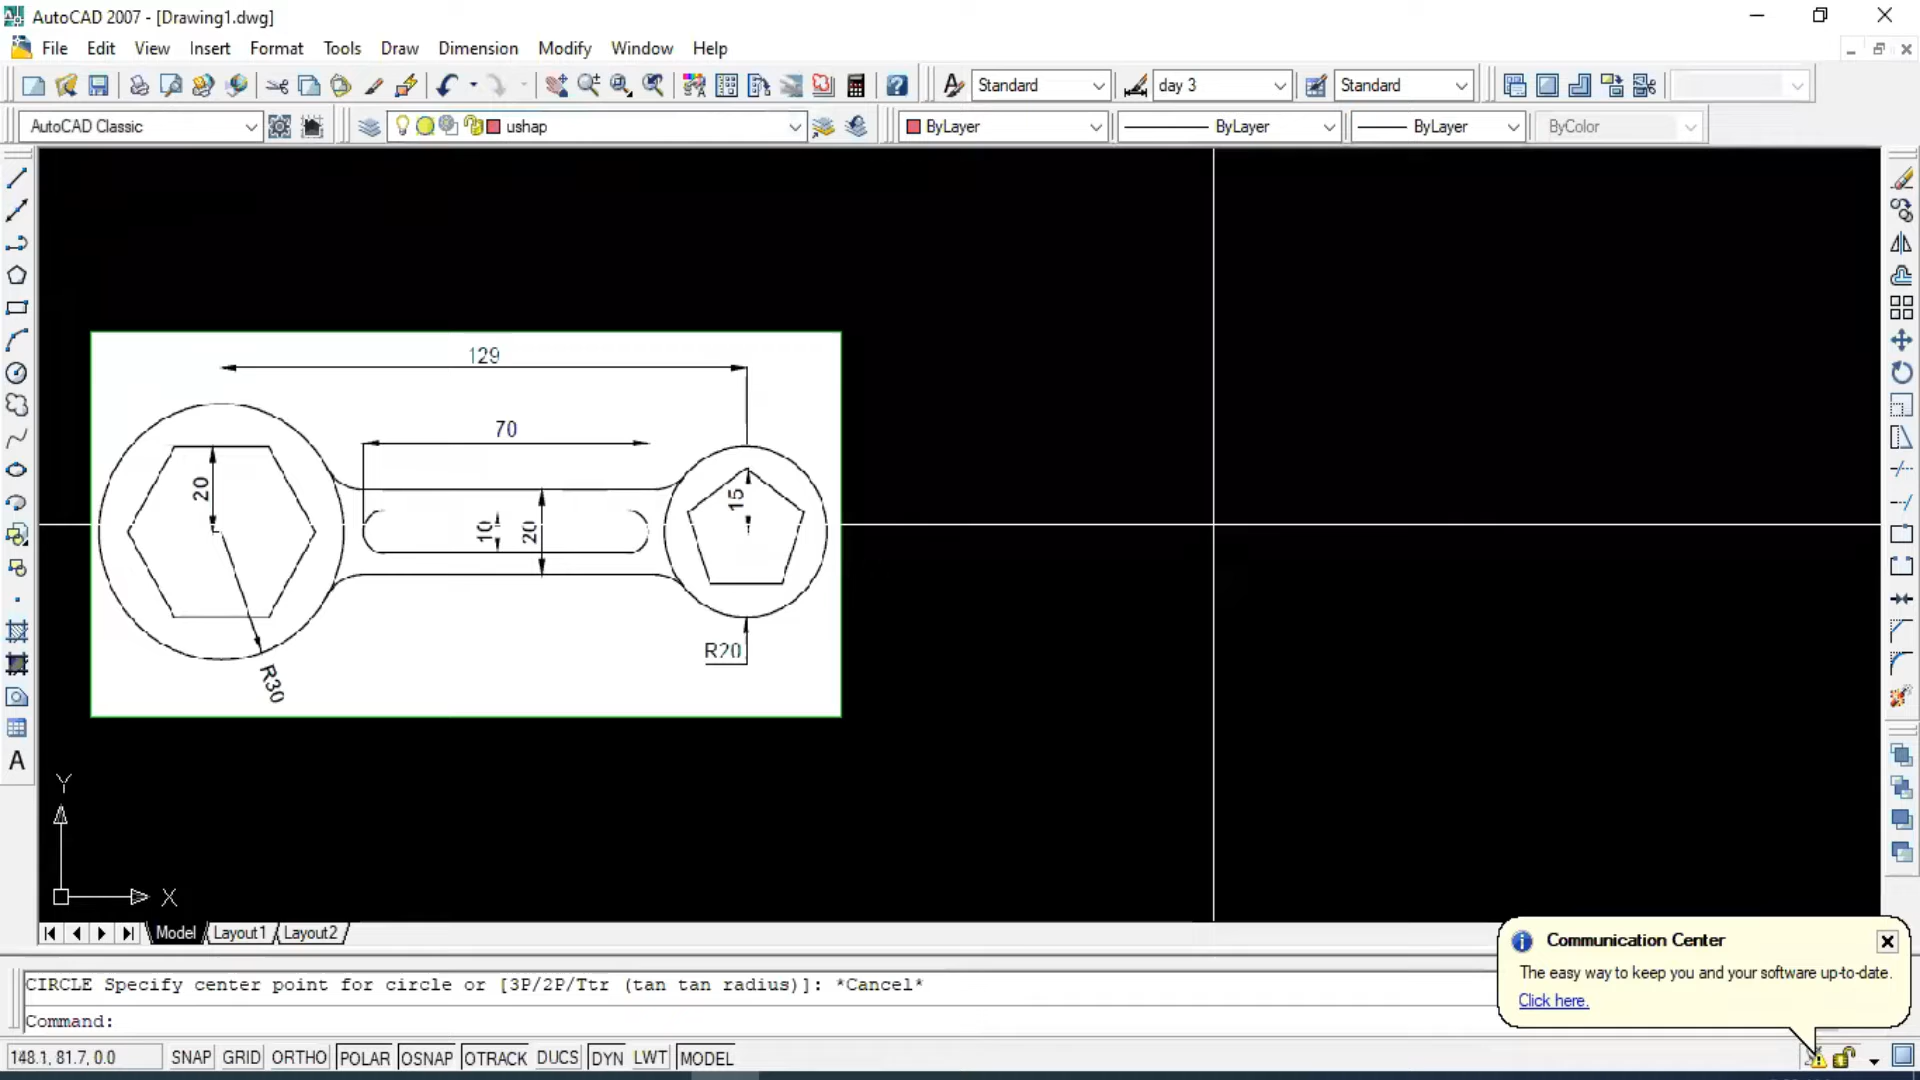 AutoCAD 2007 - [Drawing1.dwg]
File Edit View Insert Format Tools Draw Dimension Modify Window Help
Standard day 3 Standard
AutoCAD Classic ushap ByLayer ByLayer ByLayer ByColor
129
70
20
10
20
15
R20
R30
A
Y
X
Model Layout1 Layout2
Communication Center
The easy way to keep you and your software up-to-date.
Click here.
CIRCLE Specify center point for circle or [3P/2P/Ttr (tan tan radius)]: *Cancel*
Command:
148.1, 81.7, 0.0 SNAP GRID ORTHO POLAR OSNAP OTRACK DUCS DYN LWT MODEL